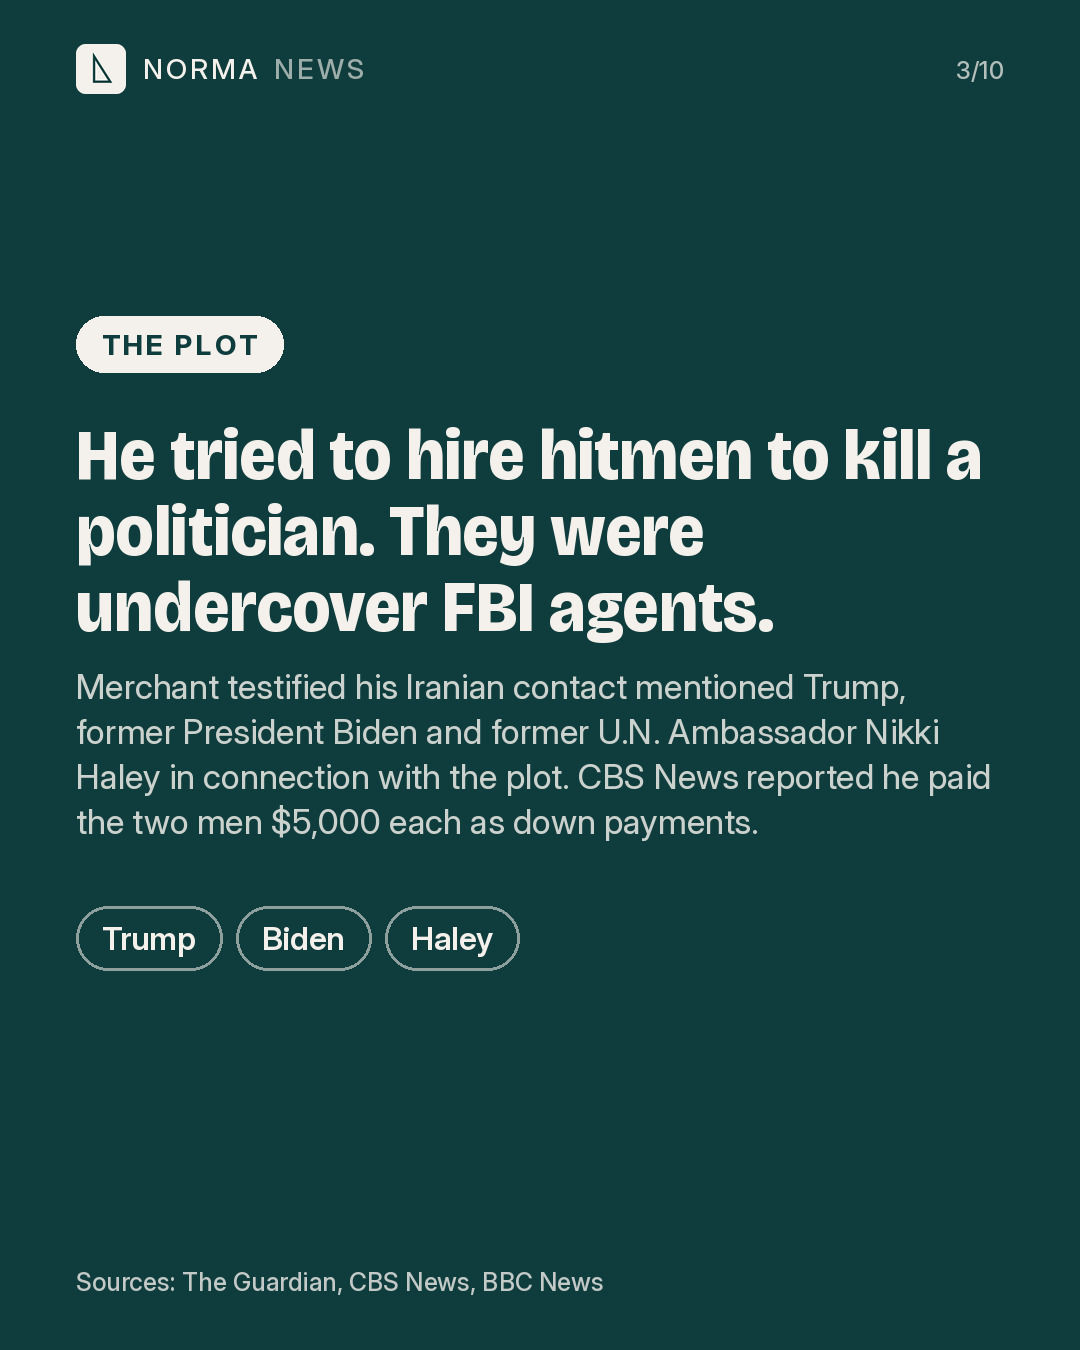 NORMA NEWS
3/10
THE PLOT
He tried to hire hitmen to kill a
politician. They were
undercover FBI agents.
Merchant testified his Iranian contact mentioned Trump,
former President Biden and former U.N. Ambassador Nikki
Haley in connection with the plot. CBS News reported he paid
the two men $5,000 each as down payments.
Trump Biden Haley
Sources: The Guardian, CBS News, BBC News